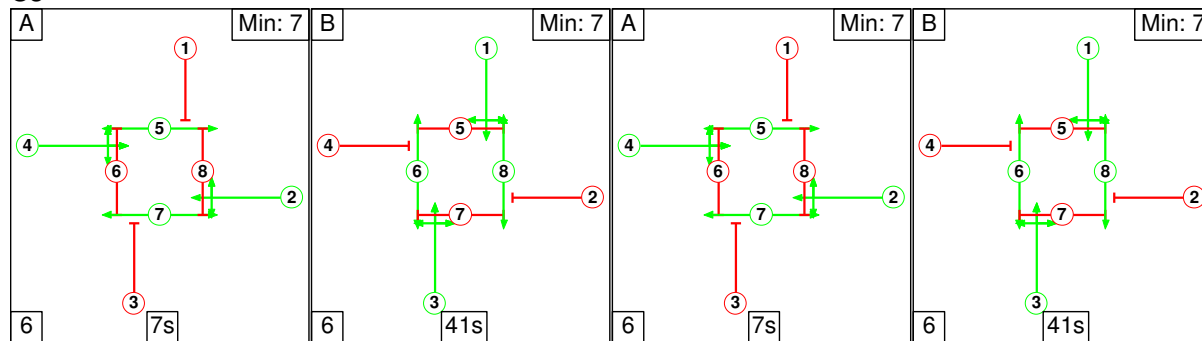 A Min: 7 B Min: 7 A Min: 7 B Min: 7
1 1 1 1
5 5 5 5
4 4 4 4
6 8 6 8 6 8 6 8
2 2 2 2
7 7 7 7
3 3 3 3
6 7s 6 41s 6 7s 6 41s